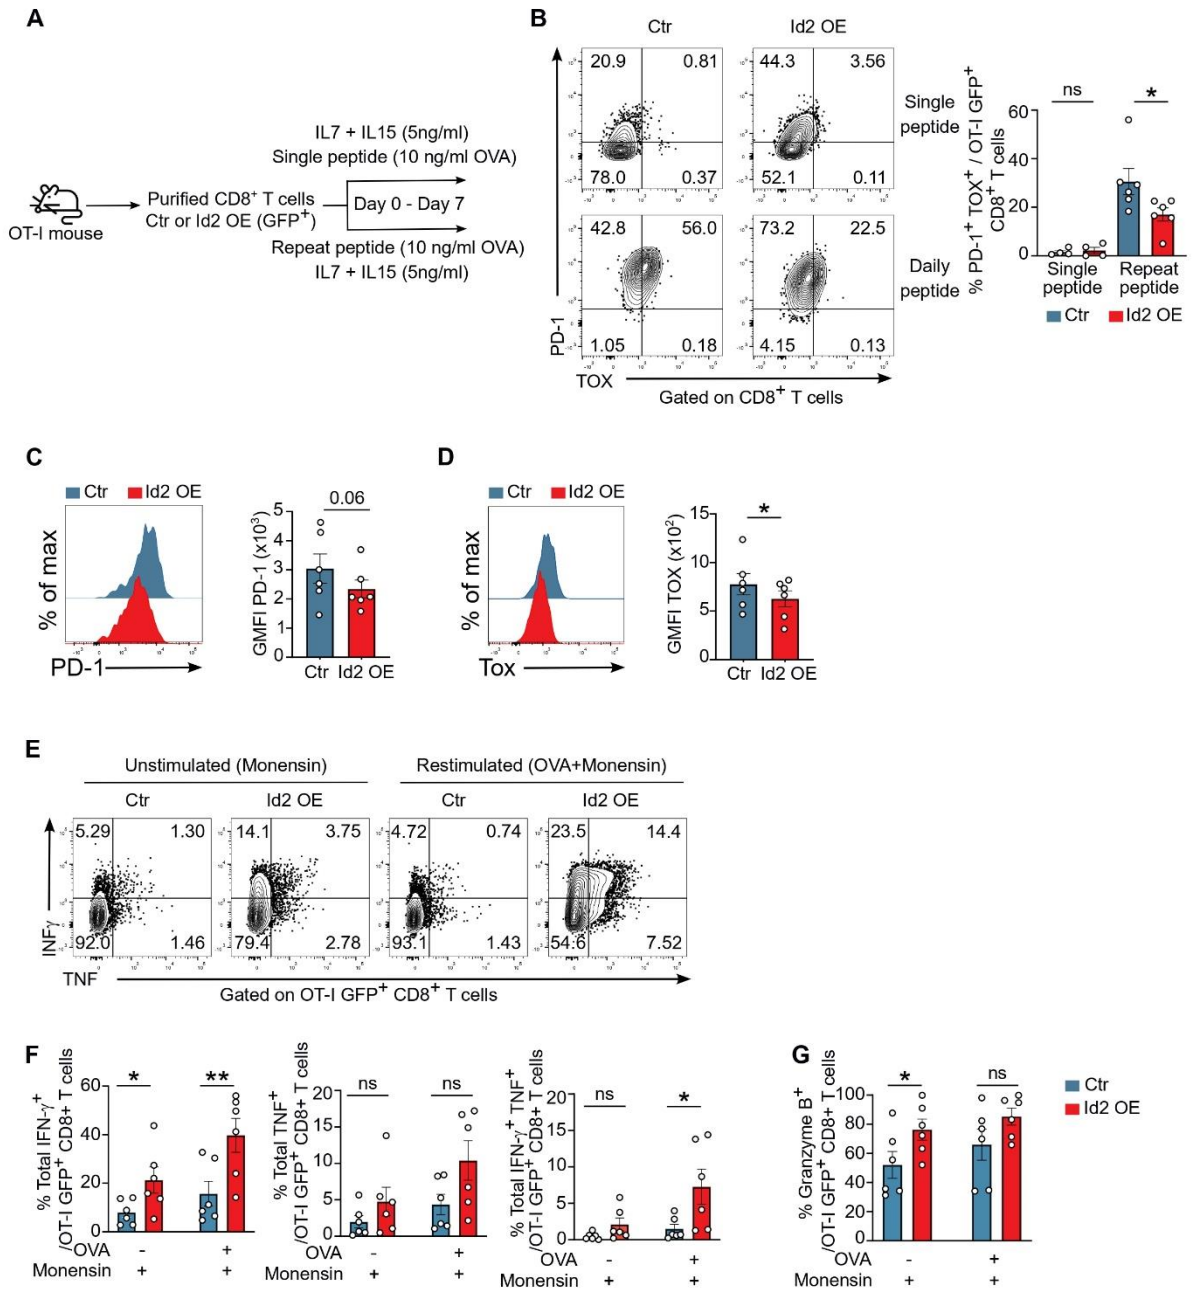 A
IL7 + IL15 (5ng/ml)
Single peptide (10 ng/ml OVA)
OT-I mouse
Purified CD8+ T cells
Ctr or Id2 OE (GFP+)
Day 0 - Day 7
Repeat peptide (10 ng/ml OVA)
IL7 + IL15 (5ng/ml)
B
Ctr
Id2 OE
20.9
0.81
78.0
0.37
44.3
3.56
52.1
0.11
Single
peptide
42.8
56.0
1.05
0.18
73.2
22.5
4.15
0.13
Daily
peptide
PD-1
TOX
Gated on CD8+ T cells
% PD-1+ TOX+ / OT-I GFP+
CD8+ T cells
ns
*
60
40
20
0
Single
peptide
Repeat
peptide
Ctr
Id2 OE
C
Ctr
Id2 OE
% of max
PD-1
GMFI PD-1 (x10³)
0.06
5
4
3
2
1
0
Ctr
Id2 OE
D
Ctr
Id2 OE
% of max
Tox
GMFI TOX (x10²)
*
15
10
5
0
Ctr
Id2 OE
E
Unstimulated (Monensin)
Restimulated (OVA+Monensin)
Ctr
Id2 OE
Ctr
Id2 OE
5.29
1.30
92.0
1.46
14.1
3.75
79.4
2.78
4.72
0.74
93.1
1.43
23.5
14.4
54.6
7.52
INFγ
TNF
Gated on OT-I GFP+ CD8+ T cells
F
% Total IFN-γ+
/OT-I GFP+ CD8+ T cells
*
**
60
40
20
0
OVA - +
Monensin + +
% Total TNF+
/OT-I GFP+ CD8+ T cells
ns
ns
20
15
10
5
0
OVA - +
Monensin + +
% Total IFN-γ+ TNF+
/OT-I GFP+ CD8+ T cells
ns
*
20
15
10
5
0
OVA - +
Monensin + +
G
% Granzyme B+
/OT-I GFP+ CD8+ T cells
*
ns
100
80
60
40
20
0
OVA - +
Monensin + +
Ctr
Id2 OE